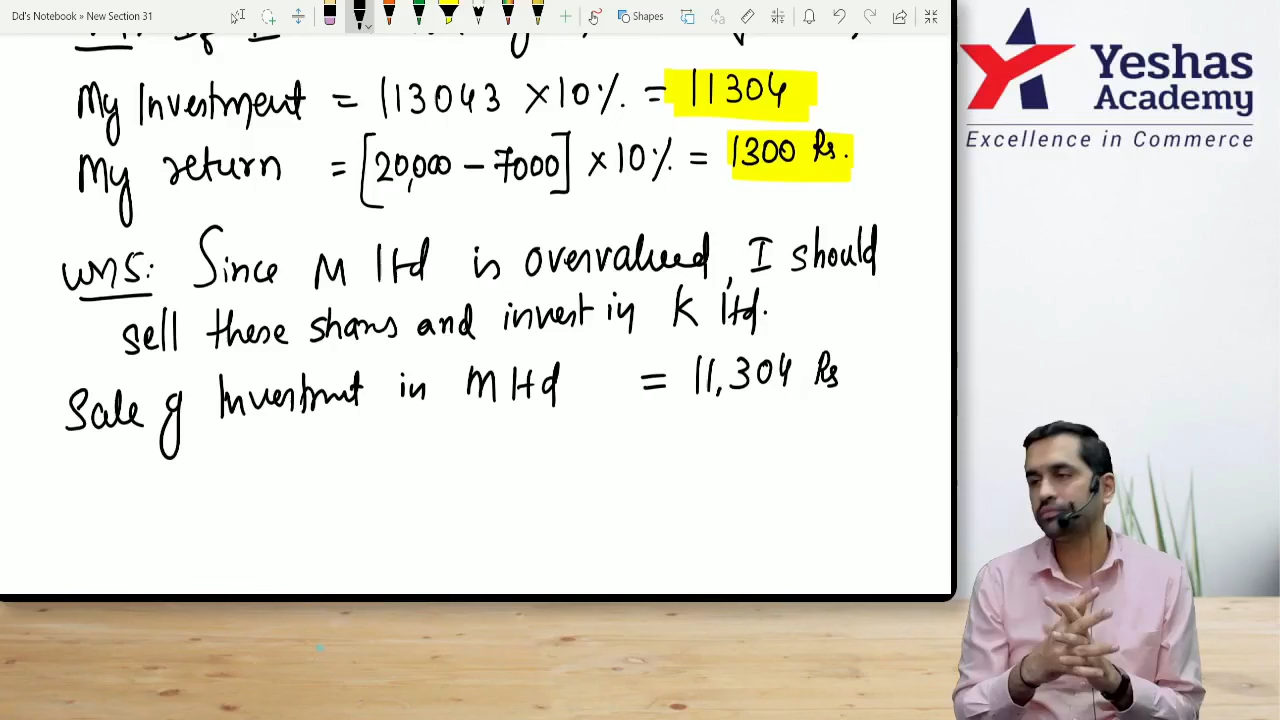 Dd's Notebook » New Section 31
Shapes
Yeshas
Academy
Excellence in Commerce
If
My Investment = 113043 × 10% = 11304
My return = [20,000 – 7000] × 10% = 1300 Rs.
WN5: Since M ltd is overvalued, I should
sell these shares and invest in K ltd.
Sale of Investment in M ltd = 11,304 Rs